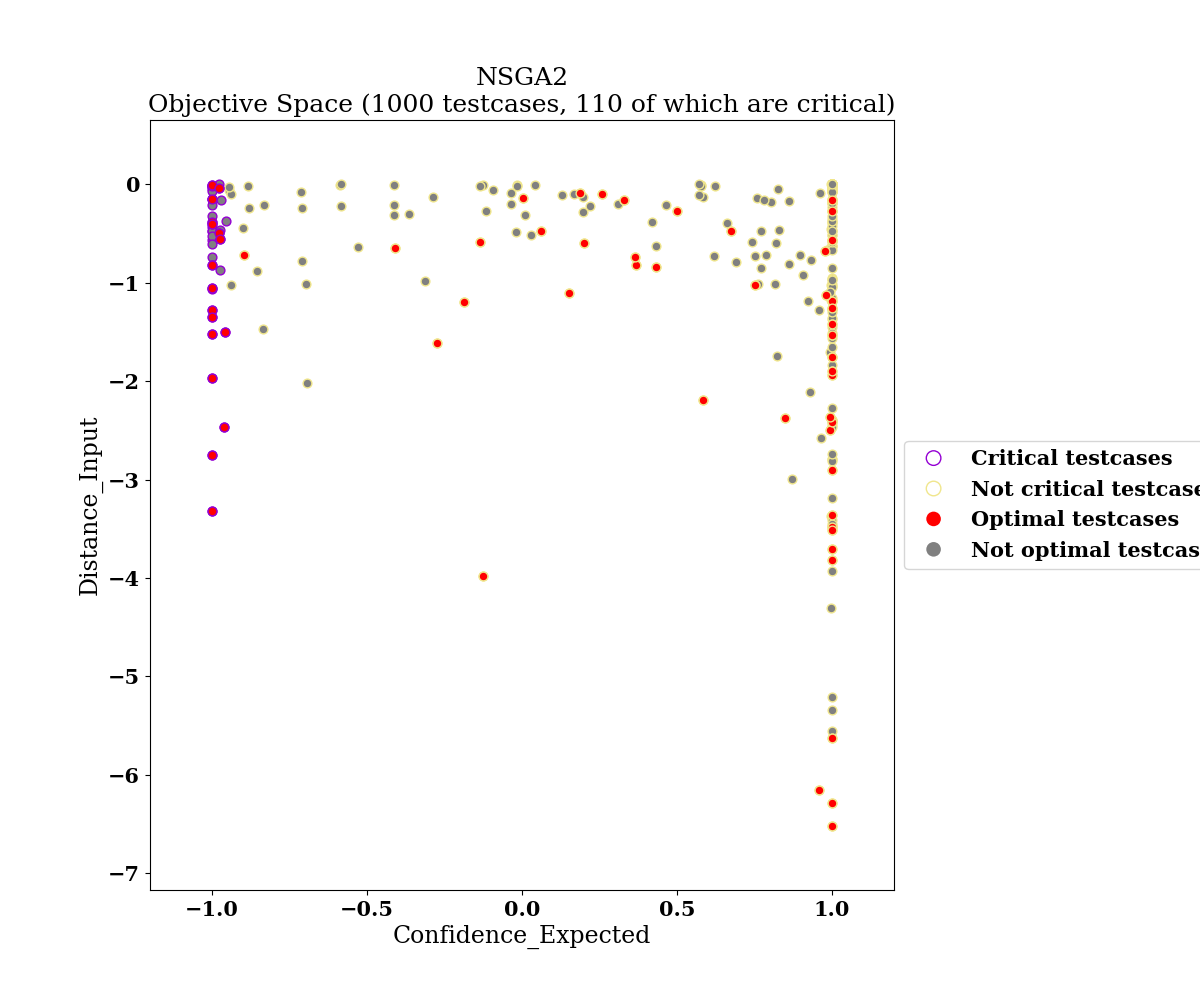 NSGA2
Objective Space (1000 testcases, 110 of which are critical)
0
−1
−2
−3
−4
−5
−6
−7
Distance_Input
−1.0
−0.5
0.0
0.5
1.0
Confidence_Expected
Critical testcases
Not critical testcase
Optimal testcases
Not optimal testcas